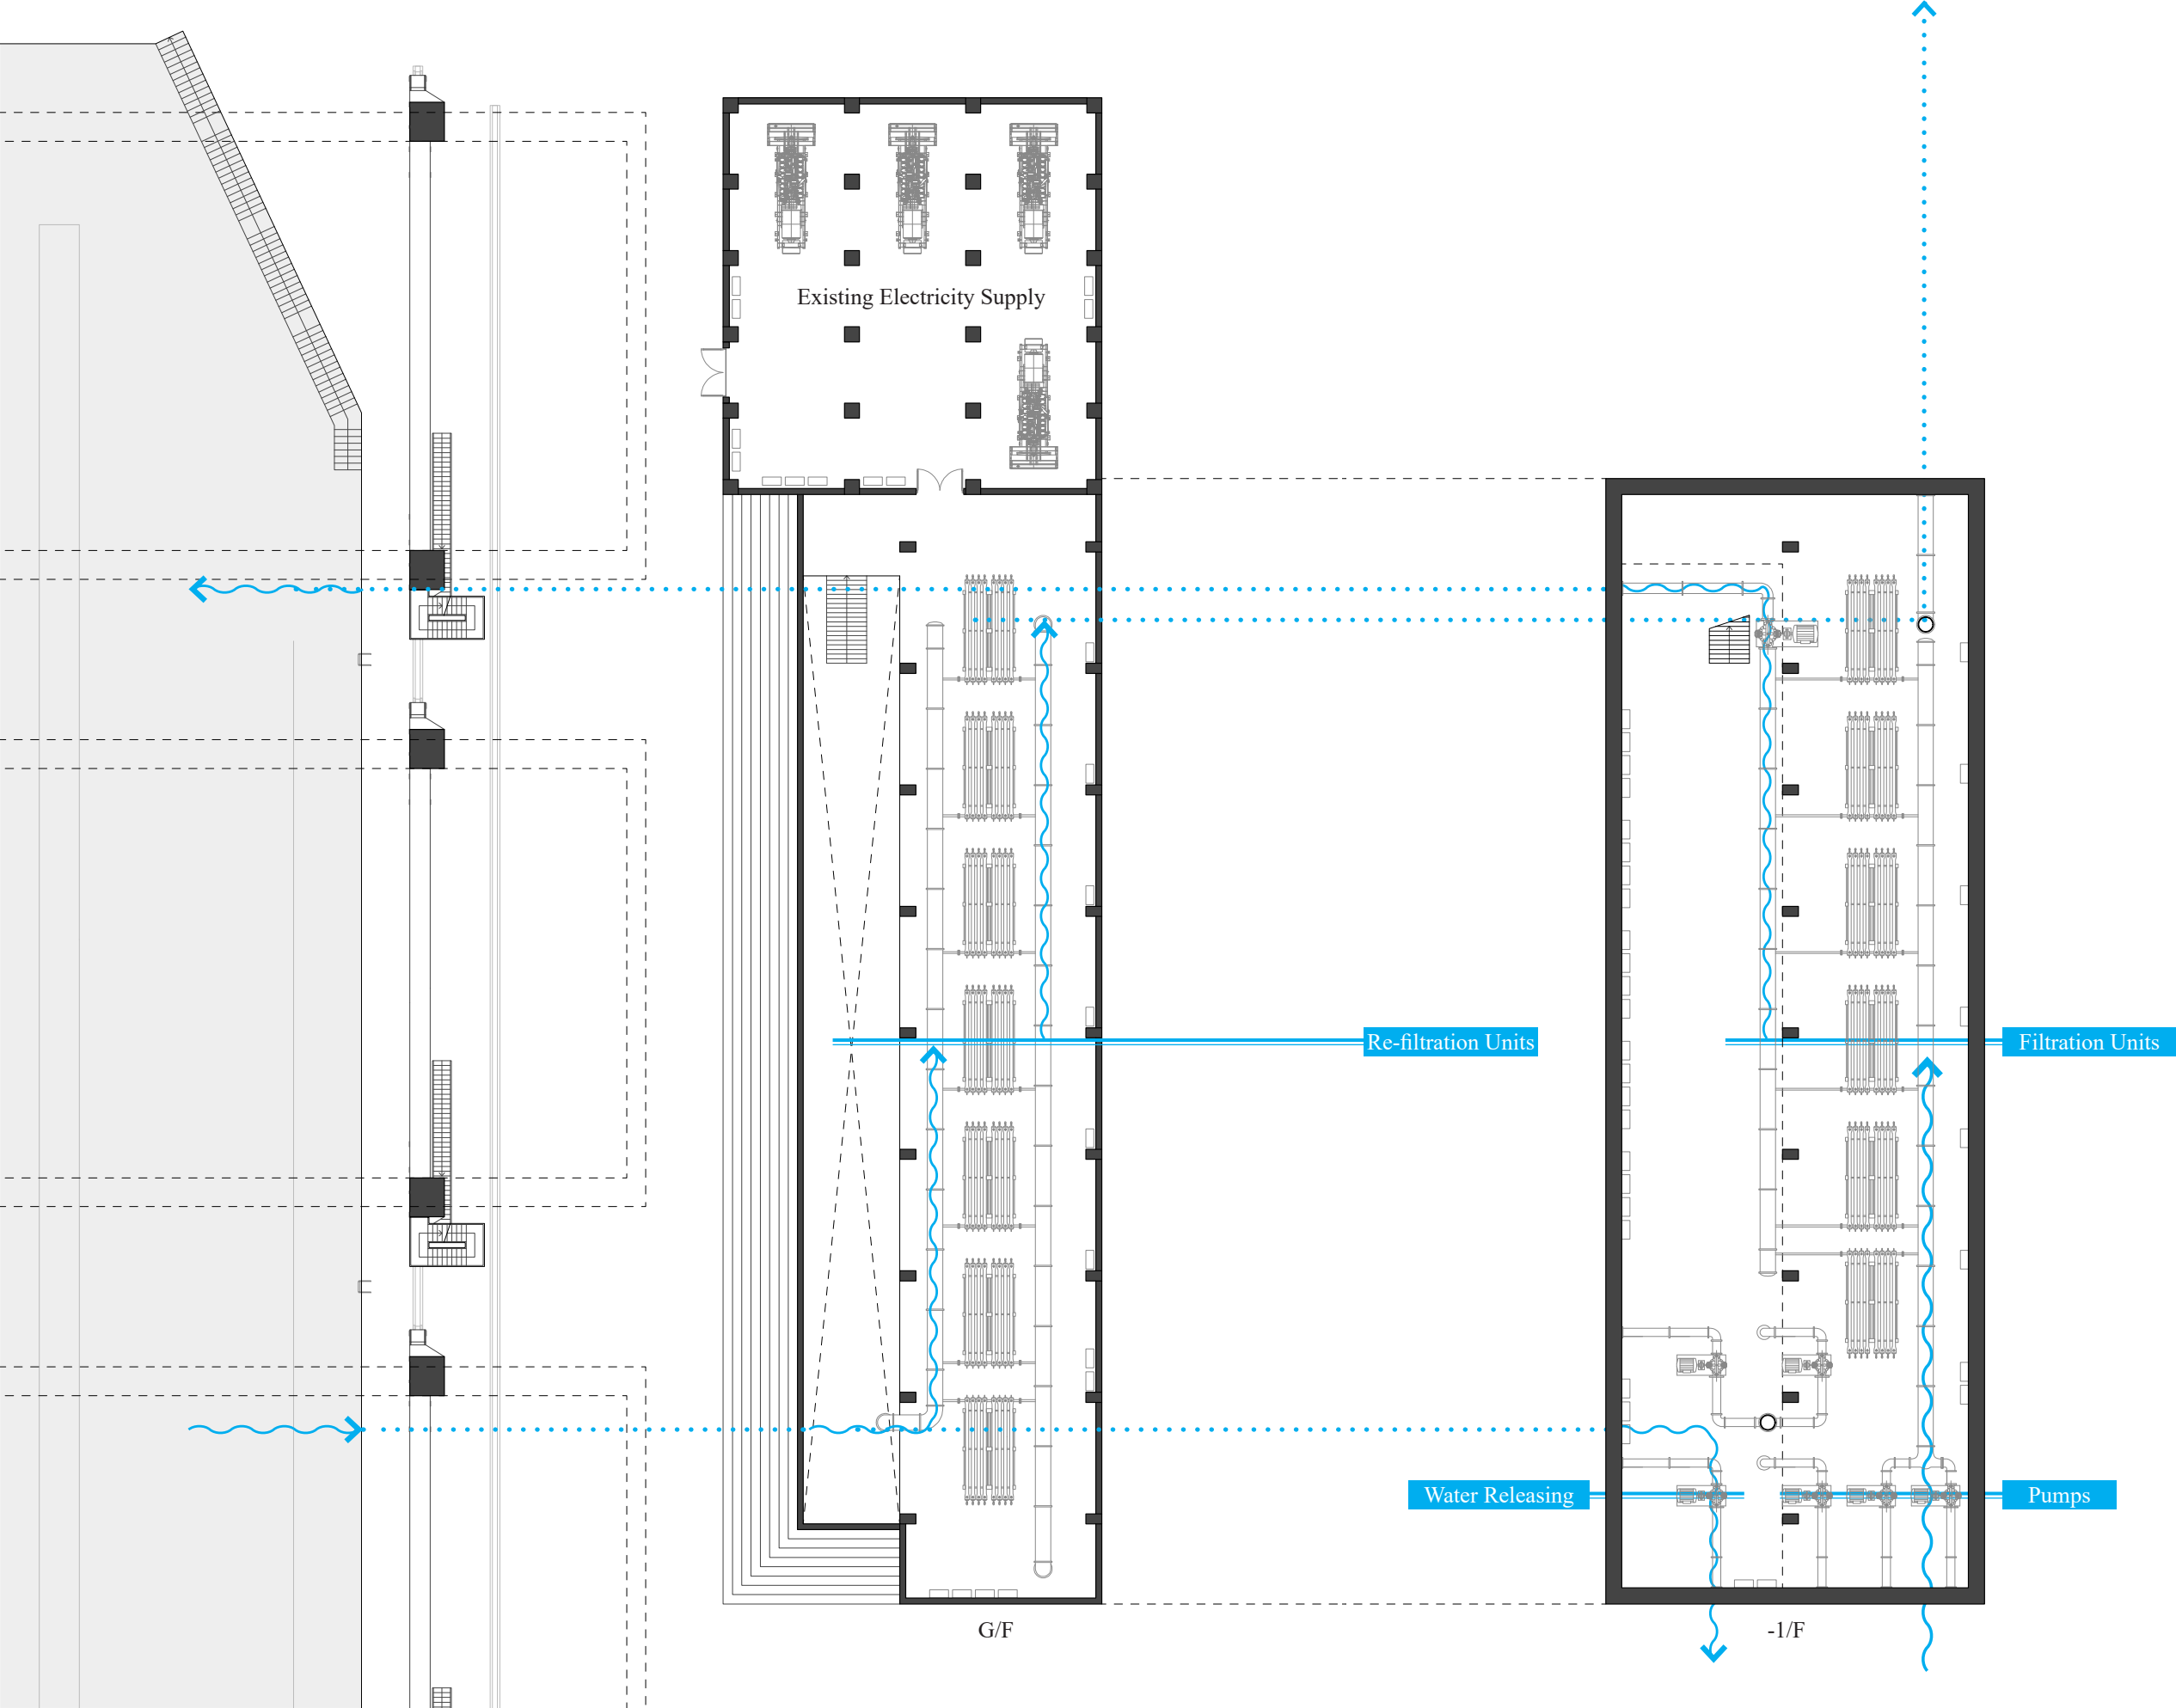 Existing Electricity Supply
Re-filtration Units
Filtration Units
Water Releasing
Pumps
G/F
-1/F